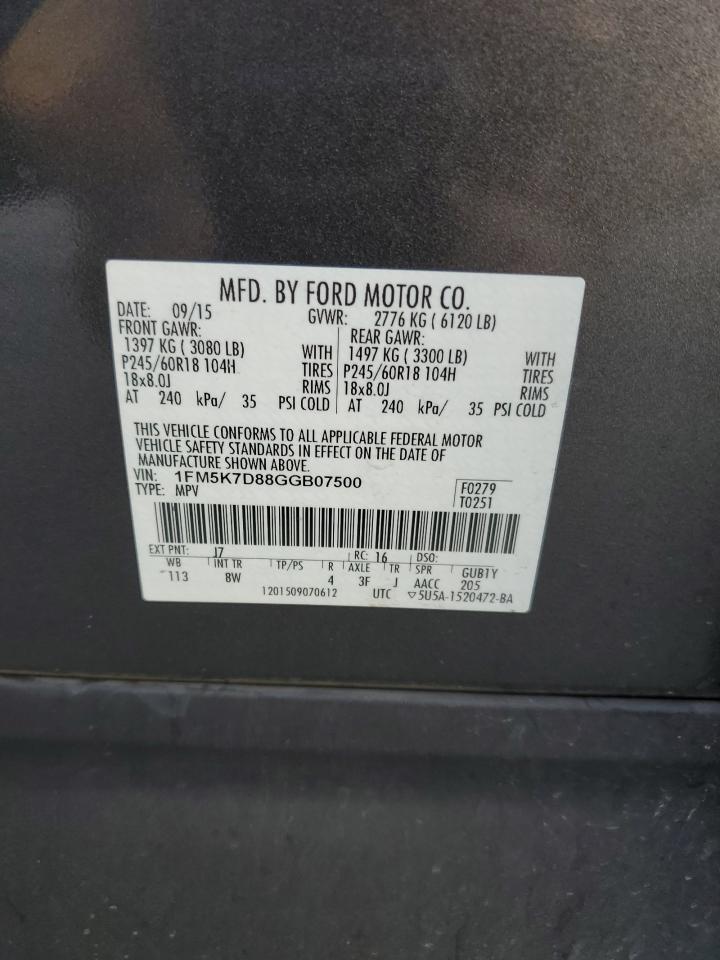 MFD. BY FORD MOTOR CO.
DATE: 09/15 GVWR: 2776 KG ( 6120 LB)
FRONT GAWR: REAR GAWR:
1397 KG ( 3080 LB) WITH 1497 KG ( 3300 LB) WITH
P245/60R18 104H TIRES P245/60R18 104H TIRES
18x8.0J RIMS 18x8.0J RIMS
AT 240 kPa/ 35 PSI COLD AT 240 kPa/ 35 PSI COLD
THIS VEHICLE CONFORMS TO ALL APPLICABLE FEDERAL MOTOR
VEHICLE SAFETY STANDARDS IN EFFECT ON THE DATE OF
MANUFACTURE SHOWN ABOVE.
VIN: 1FM5K7D88GGB07500 F0279
TYPE: MPV T0251
EXT PNT: J7 RC: 16 DSO:
WB INT TR TP/PS R AXLE TR SPR GUB1Y
113 8W 4 3F J AACC 205
1201509070612 UTC ▽5U5A-1520472-BA